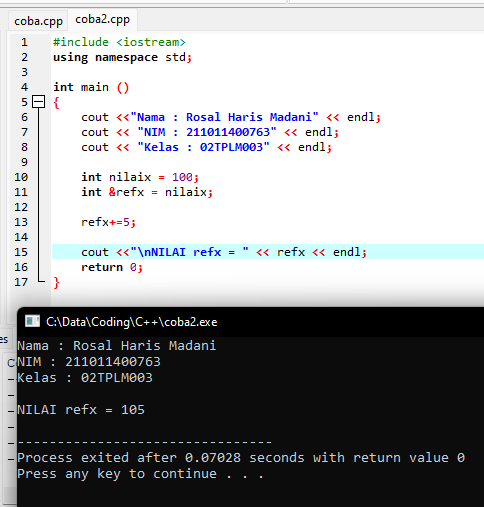 coba.cpp coba2.cpp
1 #include <iostream>
2 using namespace std;
3
4 int main ()
5 {
6 cout <<"Nama : Rosal Haris Madani" << endl;
7 cout << "NIM : 211011400763" << endl;
8 cout << "Kelas : 02TPLM003" << endl;
9
10 int nilaix = 100;
11 int &refx = nilaix;
12
13 refx+=5;
14
15 cout <<"\nNILAI refx = " << refx << endl;
16 return 0;
17 }
C:\Data\Coding\C++\coba2.exe
Nama : Rosal Haris Madani
NIM : 211011400763
Kelas : 02TPLM003
NILAI refx = 105
--------------------------------
Process exited after 0.07028 seconds with return value 0
Press any key to continue . . .